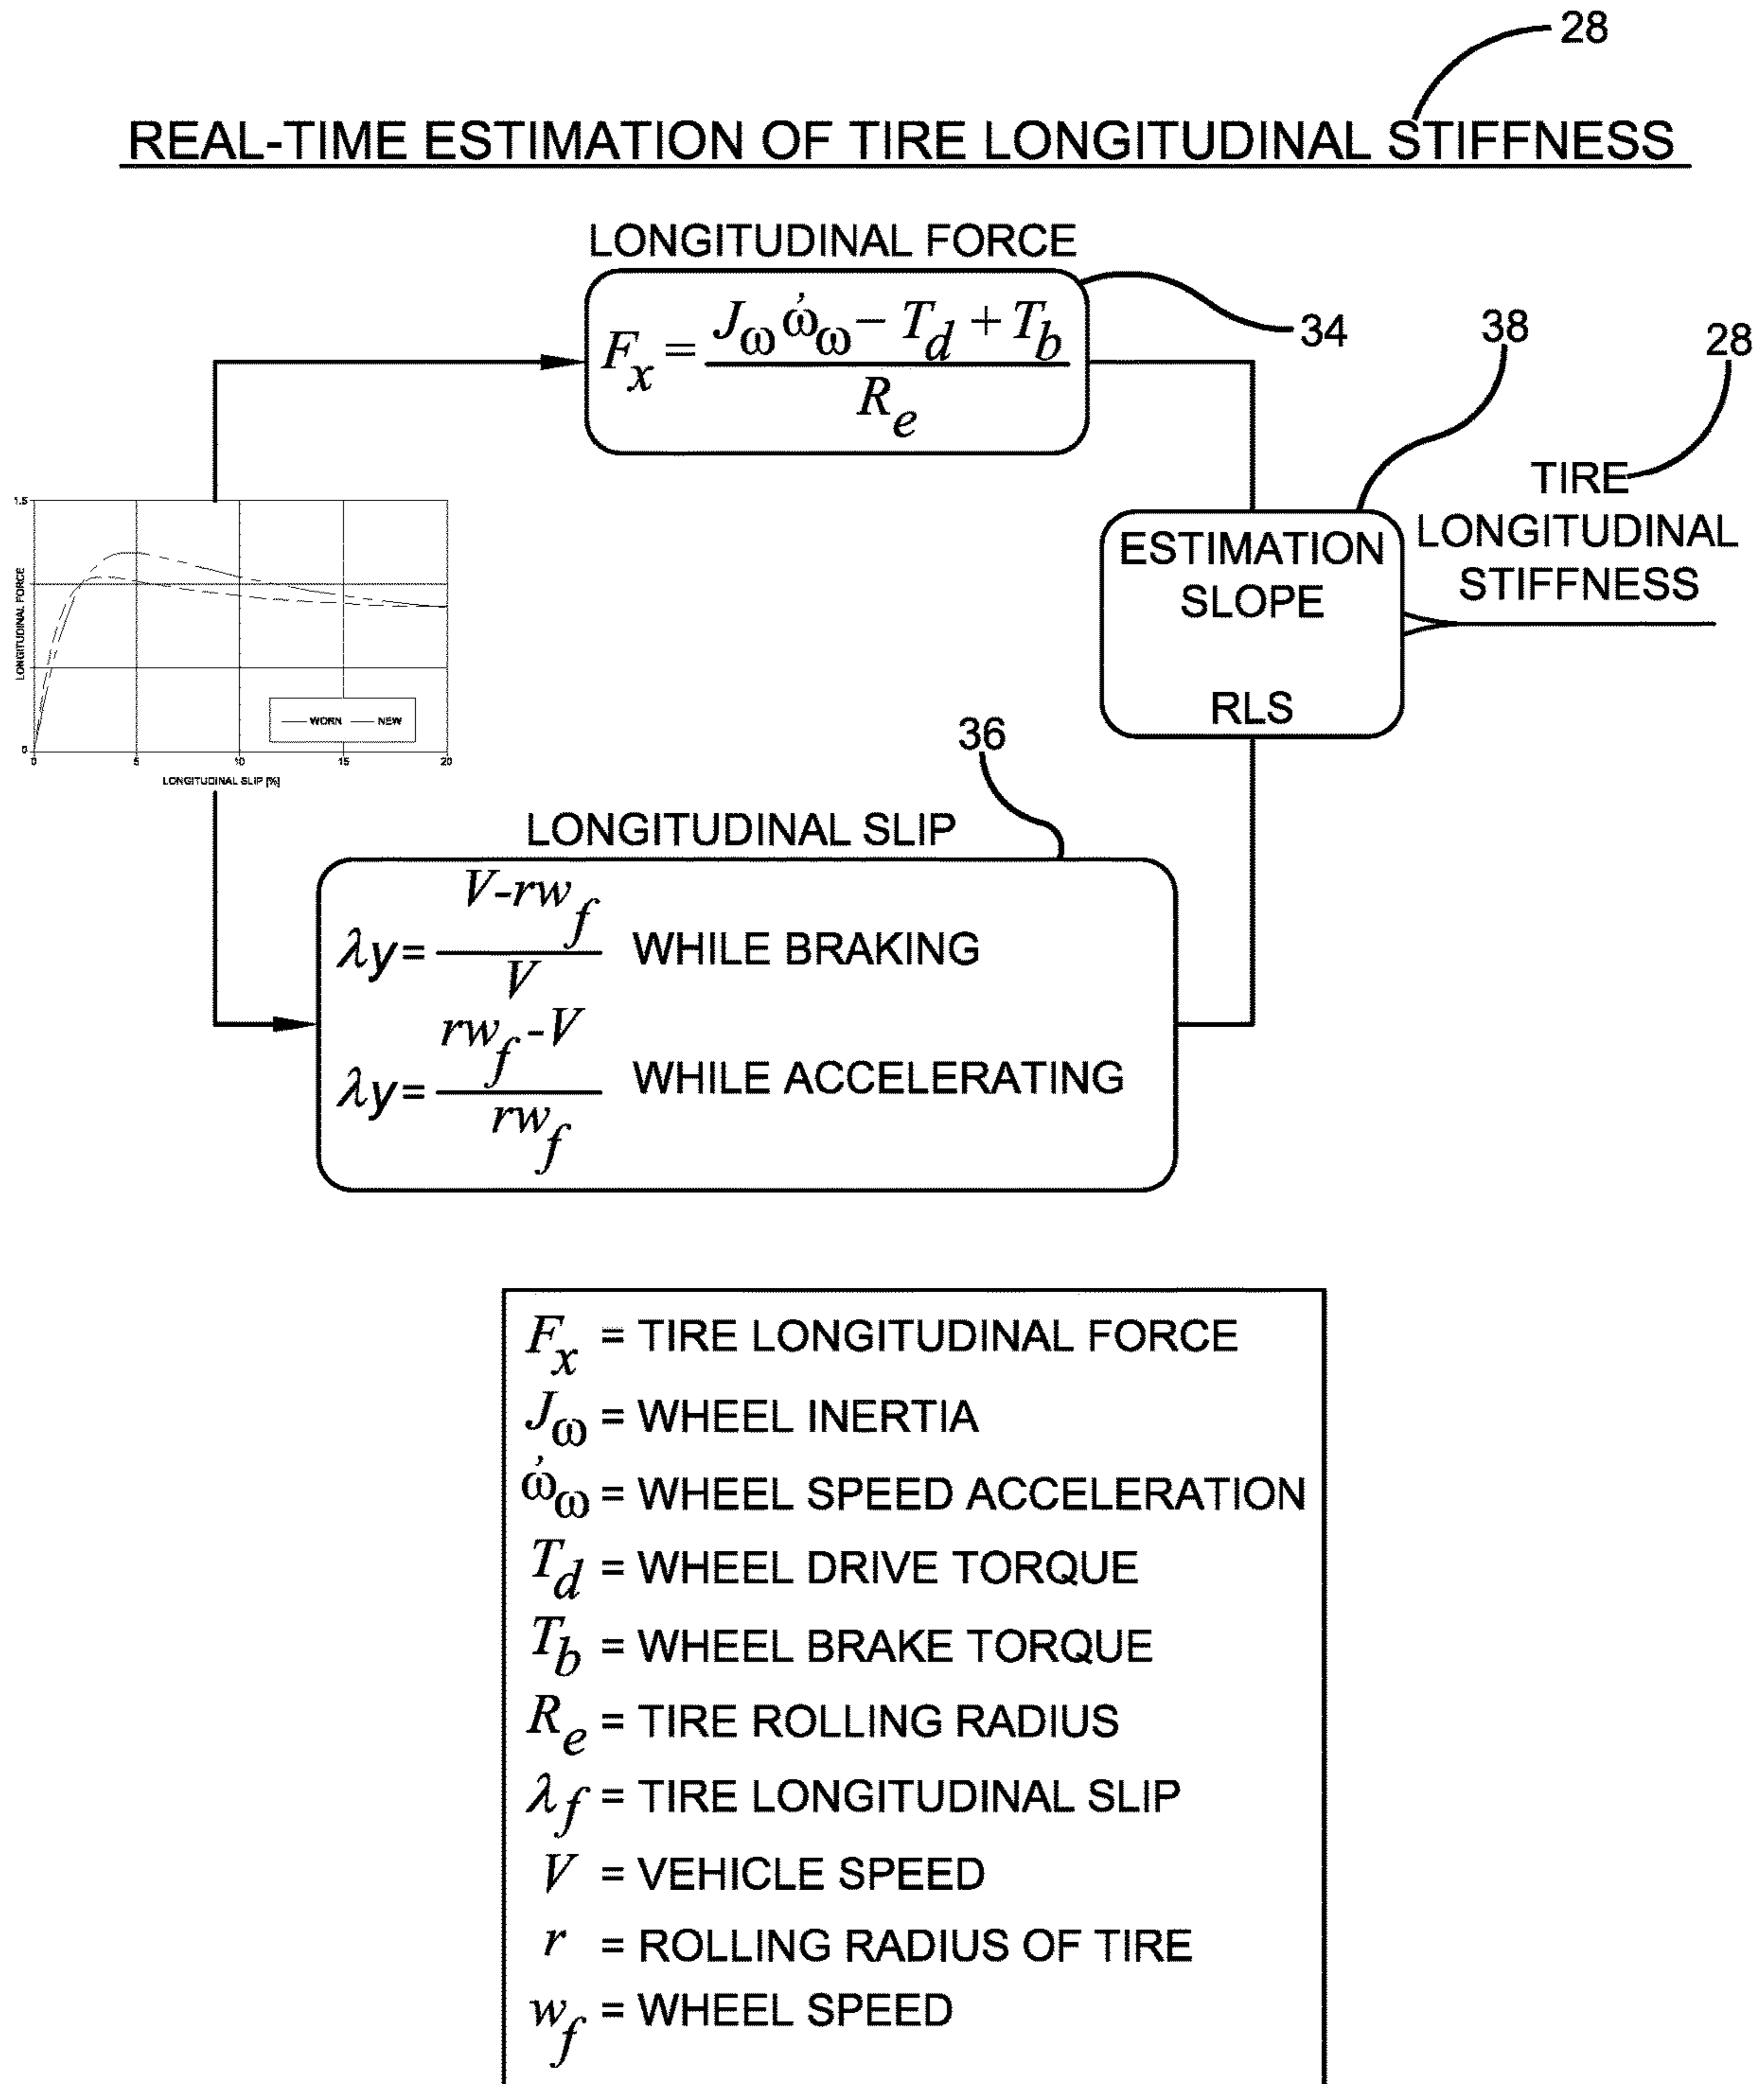 28
REAL-TIME ESTIMATION OF TIRE LONGITUDINAL STIFFNESS
LONGITUDINAL FORCE
F_x = (J_ω ω̇_ω − T_d + T_b) / R_e
34
38
28
TIRE
LONGITUDINAL
STIFFNESS
ESTIMATION
SLOPE
RLS
1.5
LONGITUDINAL FORCE
0
WORN NEW
0 5 10 15 20
LONGITUDINAL SLIP [%]
36
LONGITUDINAL SLIP
λy = (V-rw_f) / V WHILE BRAKING
λy = (rw_f-V) / rw_f WHILE ACCELERATING
F_x = TIRE LONGITUDINAL FORCE
J_ω = WHEEL INERTIA
ω̇_ω = WHEEL SPEED ACCELERATION
T_d = WHEEL DRIVE TORQUE
T_b = WHEEL BRAKE TORQUE
R_e = TIRE ROLLING RADIUS
λ_f = TIRE LONGITUDINAL SLIP
V = VEHICLE SPEED
r = ROLLING RADIUS OF TIRE
w_f = WHEEL SPEED